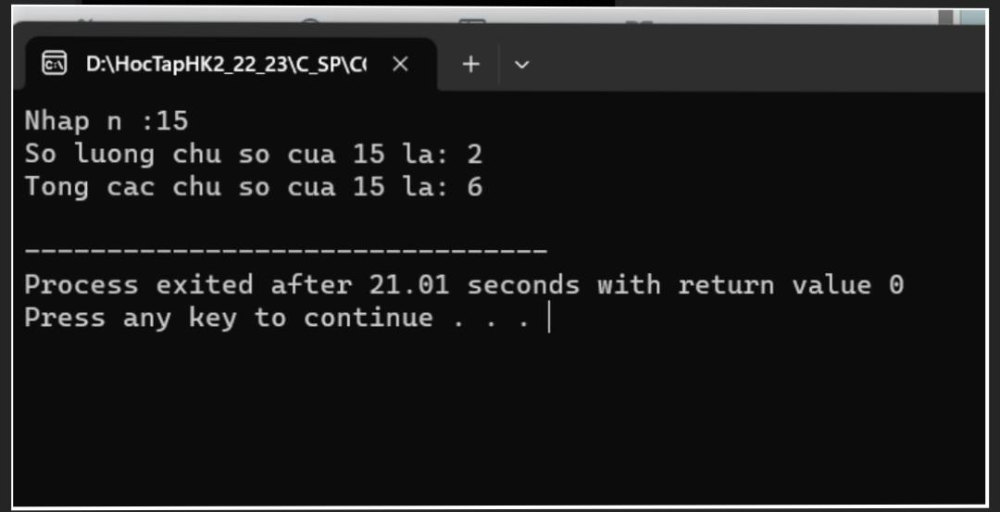 D:\HocTapHK2_22_23\C_SP\C
Nhap n :15
So luong chu so cua 15 la: 2
Tong cac chu so cua 15 la: 6
--------------------------------
Process exited after 21.01 seconds with return value 0
Press any key to continue . . .